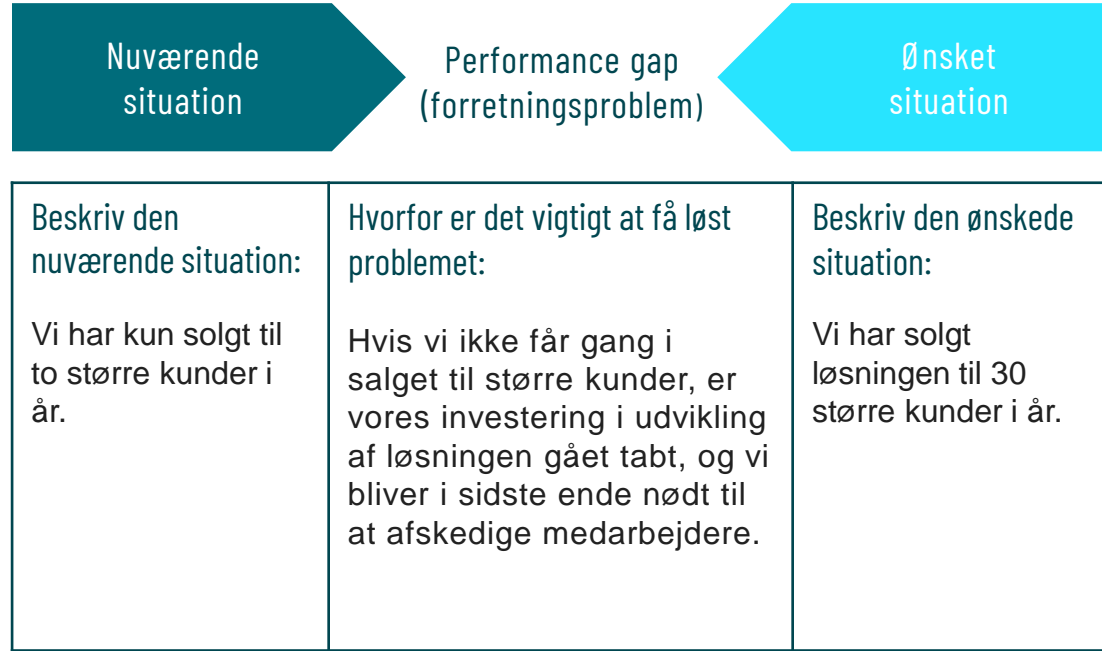 Nuværende
situation
Performance gap
(forretningsproblem)
Ønsket
situation
Beskriv den
nuværende situation:
Vi har kun solgt til
to større kunder i
år.
Hvorfor er det vigtigt at få løst
problemet:
Hvis vi ikke får gang i
salget til større kunder, er
vores investering i udvikling
af løsningen gået tabt, og vi
bliver i sidste ende nødt til
at afskedige medarbejdere.
Beskriv den ønskede
situation:
Vi har solgt
løsningen til 30
større kunder i år.